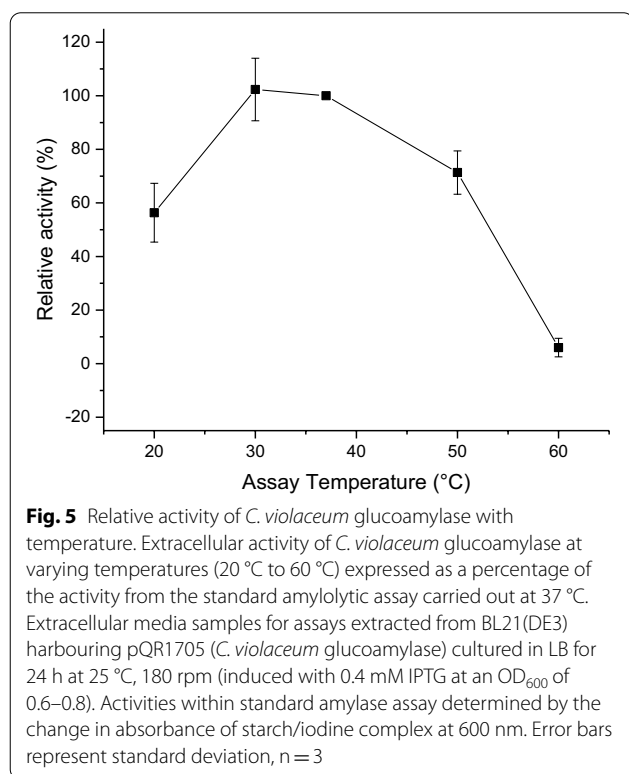 120
100
80
60
40
20
0
-20
Relative activity (%)
20
30
40
50
60
Assay Temperature (°C)
Fig. 5 Relative activity of C. violaceum glucoamylase with
temperature. Extracellular activity of C. violaceum glucoamylase at
varying temperatures (20 °C to 60 °C) expressed as a percentage of
the activity from the standard amylolytic assay carried out at 37 °C.
Extracellular media samples for assays extracted from BL21(DE3)
harbouring pQR1705 (C. violaceum glucoamylase) cultured in LB for
24 h at 25 °C, 180 rpm (induced with 0.4 mM IPTG at an OD600 of
0.6–0.8). Activities within standard amylase assay determined by the
change in absorbance of starch/iodine complex at 600 nm. Error bars
represent standard deviation, n = 3